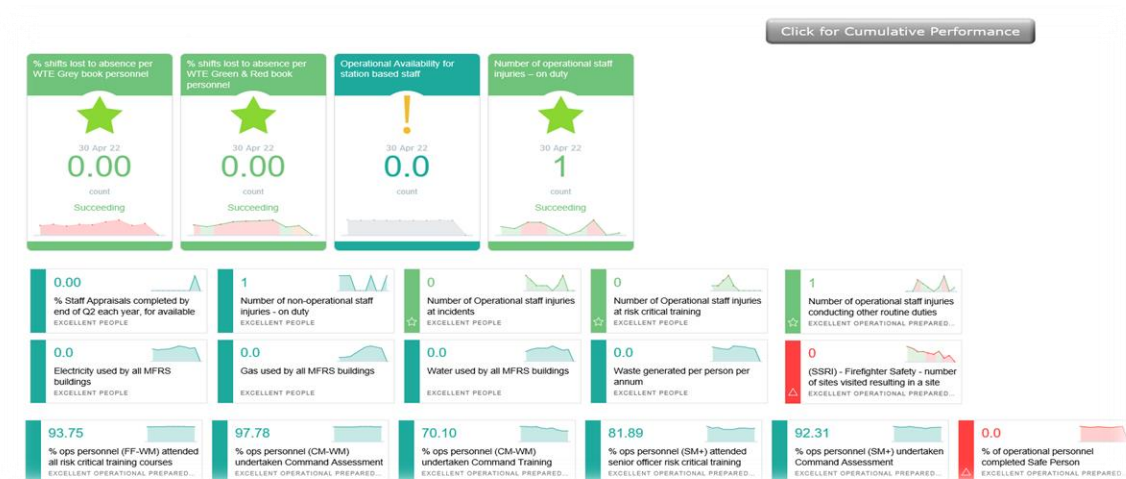 Click for Cumulative Performance
% shifts lost to absence per
WTE Grey book personnel
% shifts lost to absence per
WTE Green & Red book
personnel
Operational Availability for
station based staff
Number of operational staff
injuries – on duty
30 Apr 22
0.00
count
Succeeding
30 Apr 22
0.00
count
Succeeding
30 Apr 22
0.0
count
30 Apr 22
1
count
Succeeding
0.00
% Staff Appraisals completed by
end of Q2 each year, for available
EXCELLENT PEOPLE
1
Number of non-operational staff
injuries - on duty
EXCELLENT PEOPLE
0
Number of Operational staff injuries
at incidents
EXCELLENT PEOPLE
0
Number of Operational staff injuries
at risk critical training
EXCELLENT PEOPLE
1
Number of operational staff injuries
conducting other routine duties
EXCELLENT OPERATIONAL PREPARED...
0.0
Electricity used by all MFRS
buildings
EXCELLENT PEOPLE
0.0
Gas used by all MFRS buildings
EXCELLENT PEOPLE
0.0
Water used by all MFRS buildings
EXCELLENT PEOPLE
0.0
Waste generated per person per
annum
EXCELLENT PEOPLE
0
(SSRI) - Firefighter Safety - number
of sites visited resulting in a site
EXCELLENT OPERATIONAL PREPARED...
93.75
% ops personnel (FF-WM) attended
all risk critical training courses
EXCELLENT OPERATIONAL PREPARED...
97.78
% ops personnel (CM-WM)
undertaken Command Assessment
EXCELLENT OPERATIONAL PREPARED...
70.10
% ops personnel (CM-WM)
undertaken Command Training
EXCELLENT OPERATIONAL PREPARED...
81.89
% ops personnel (SM+) attended
senior officer risk critical training
EXCELLENT OPERATIONAL PREPARED...
92.31
% ops personnel (SM+) undertaken
Command Assessment
EXCELLENT OPERATIONAL PREPARED...
0.0
% of operational personnel
completed Safe Person
EXCELLENT OPERATIONAL PREPARED...